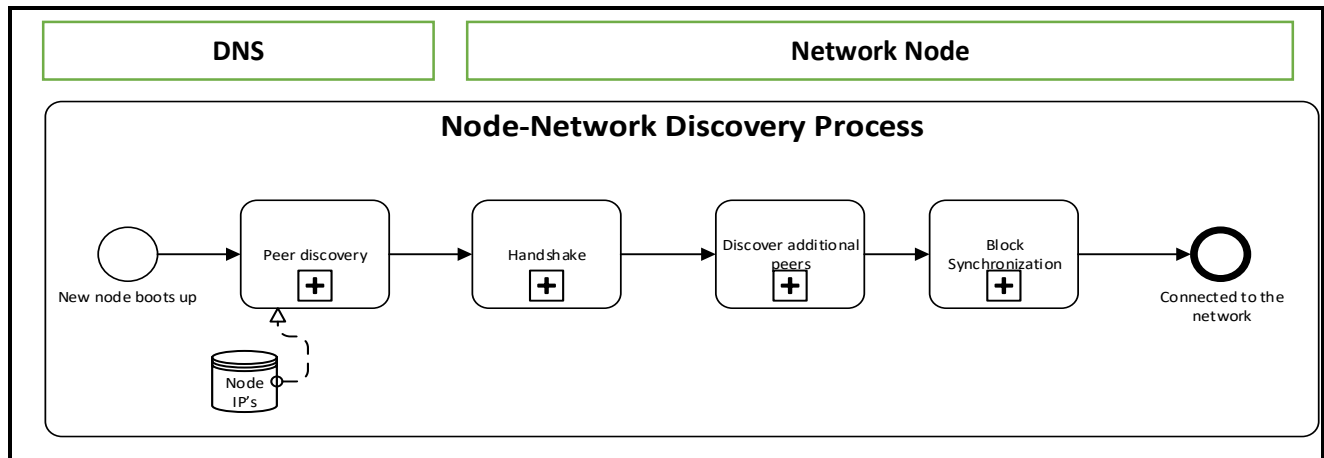 DNS
Network Node
Node-Network Discovery Process
Peer discovery
Handshake
Discover additional
peers
Block
Synchronization
New node boots up
Connected to the
network
Node
IP's